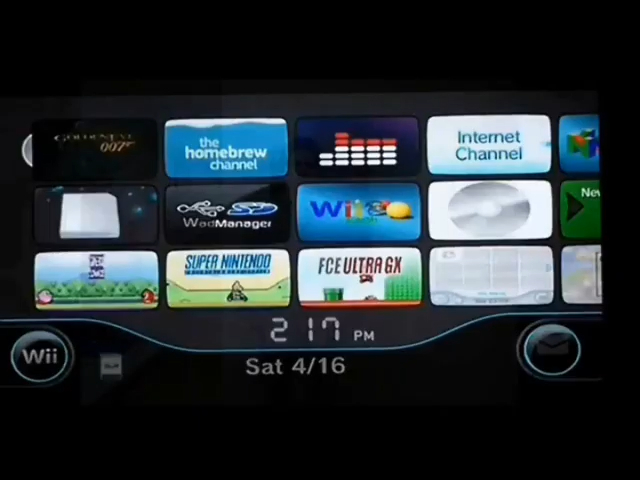 GOLDENEYE
007
the
homebrew
channel
Internet
Channel
New
SD
WadManager
Wii
SUPER NINTENDO
FCE ULTRA GX
2:17 PM
Wii
Sat 4/16